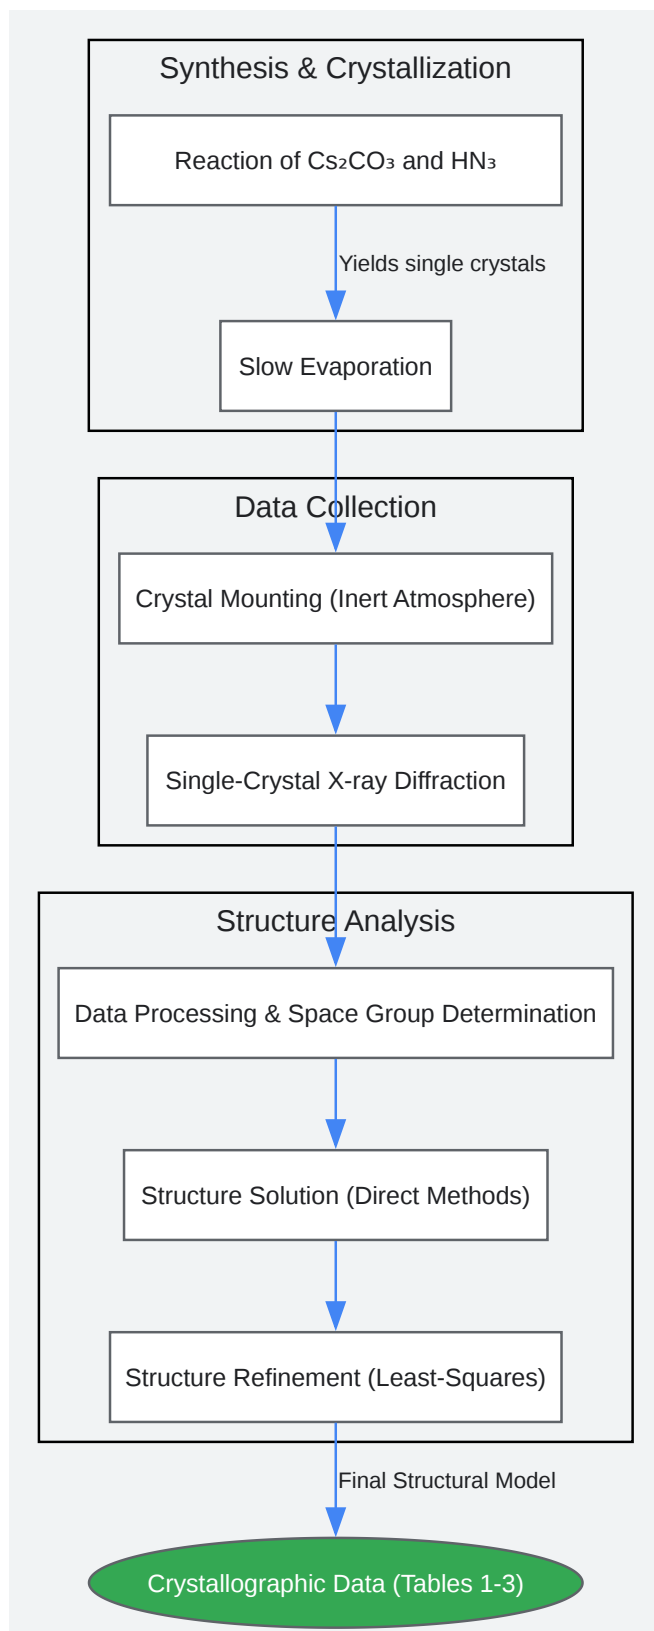 Synthesis & Crystallization
Reaction of Cs₂CO₃ and HN₃
Yields single crystals
Slow Evaporation
Data Collection
Crystal Mounting (Inert Atmosphere)
Single-Crystal X-ray Diffraction
Structure Analysis
Data Processing & Space Group Determination
Structure Solution (Direct Methods)
Structure Refinement (Least-Squares)
Final Structural Model
Crystallographic Data (Tables 1-3)